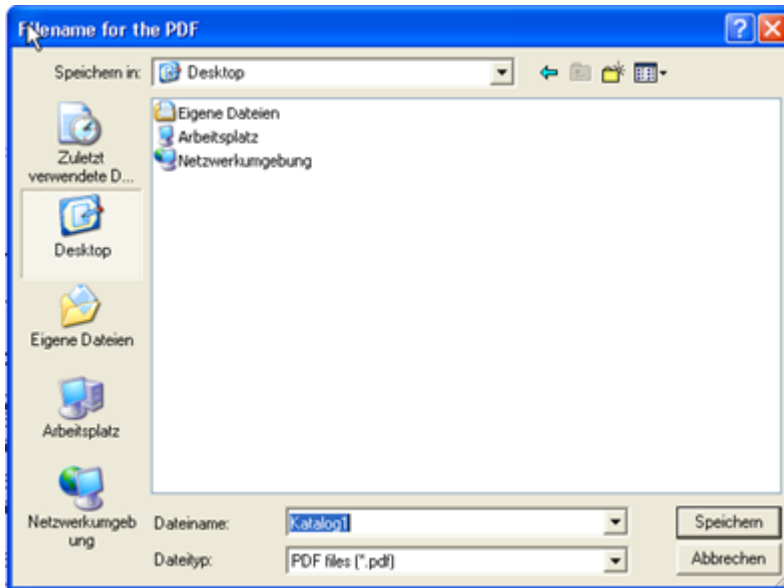 Filename for the PDF
Speichern in:
Desktop
Zuletzt
verwendete D...
Desktop
Eigene Dateien
Arbeitsplatz
Netzwerkumgeb
ung
Eigene Dateien
Arbeitsplatz
Netzwerkumgebung
Dateiname:
Katalog1
Speichern
Dateityp:
PDF files (*.pdf)
Abbrechen